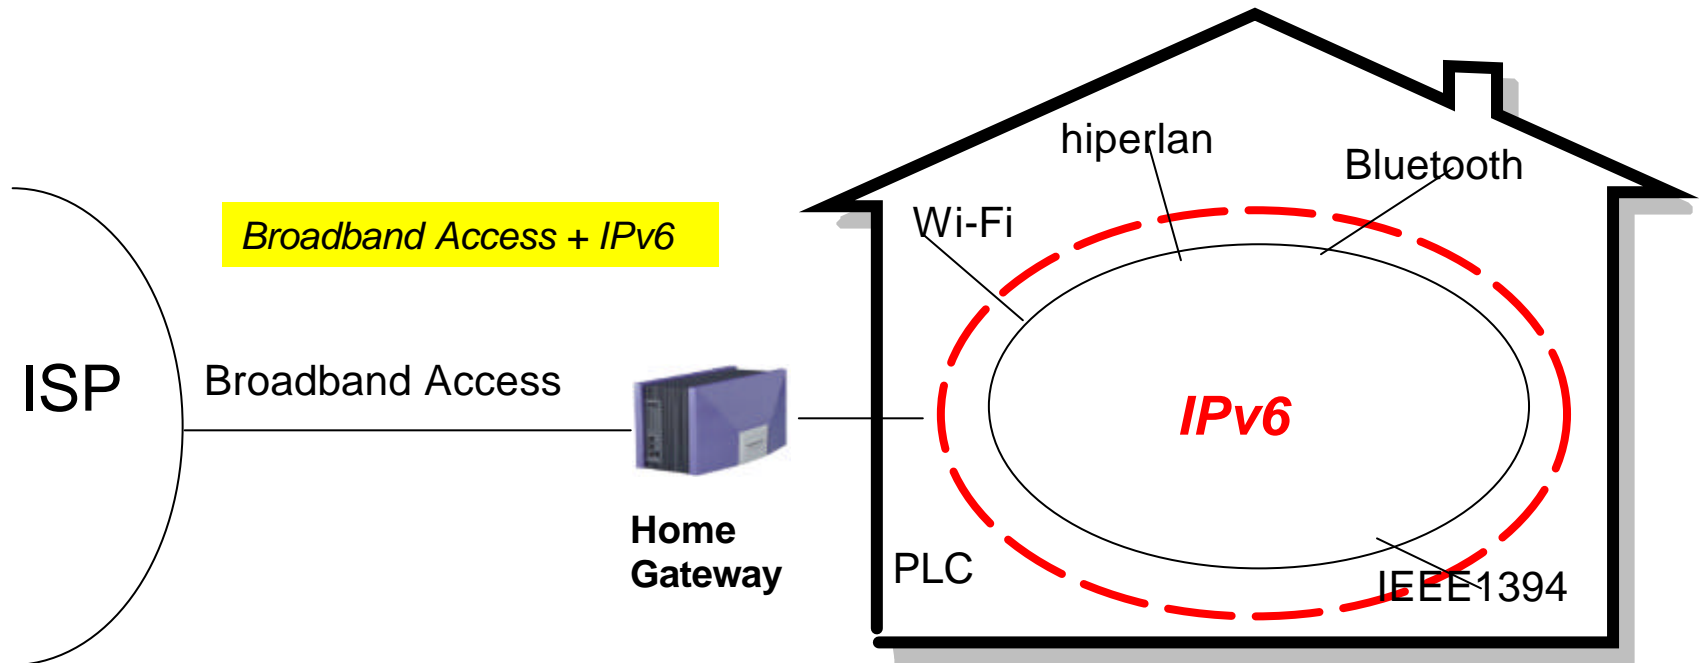 hiperlan
Bluetooth
Wi-Fi
Broadband Access + IPv6
ISP
Broadband Access
IPv6
Home
Gateway
PLC
IEEE1394